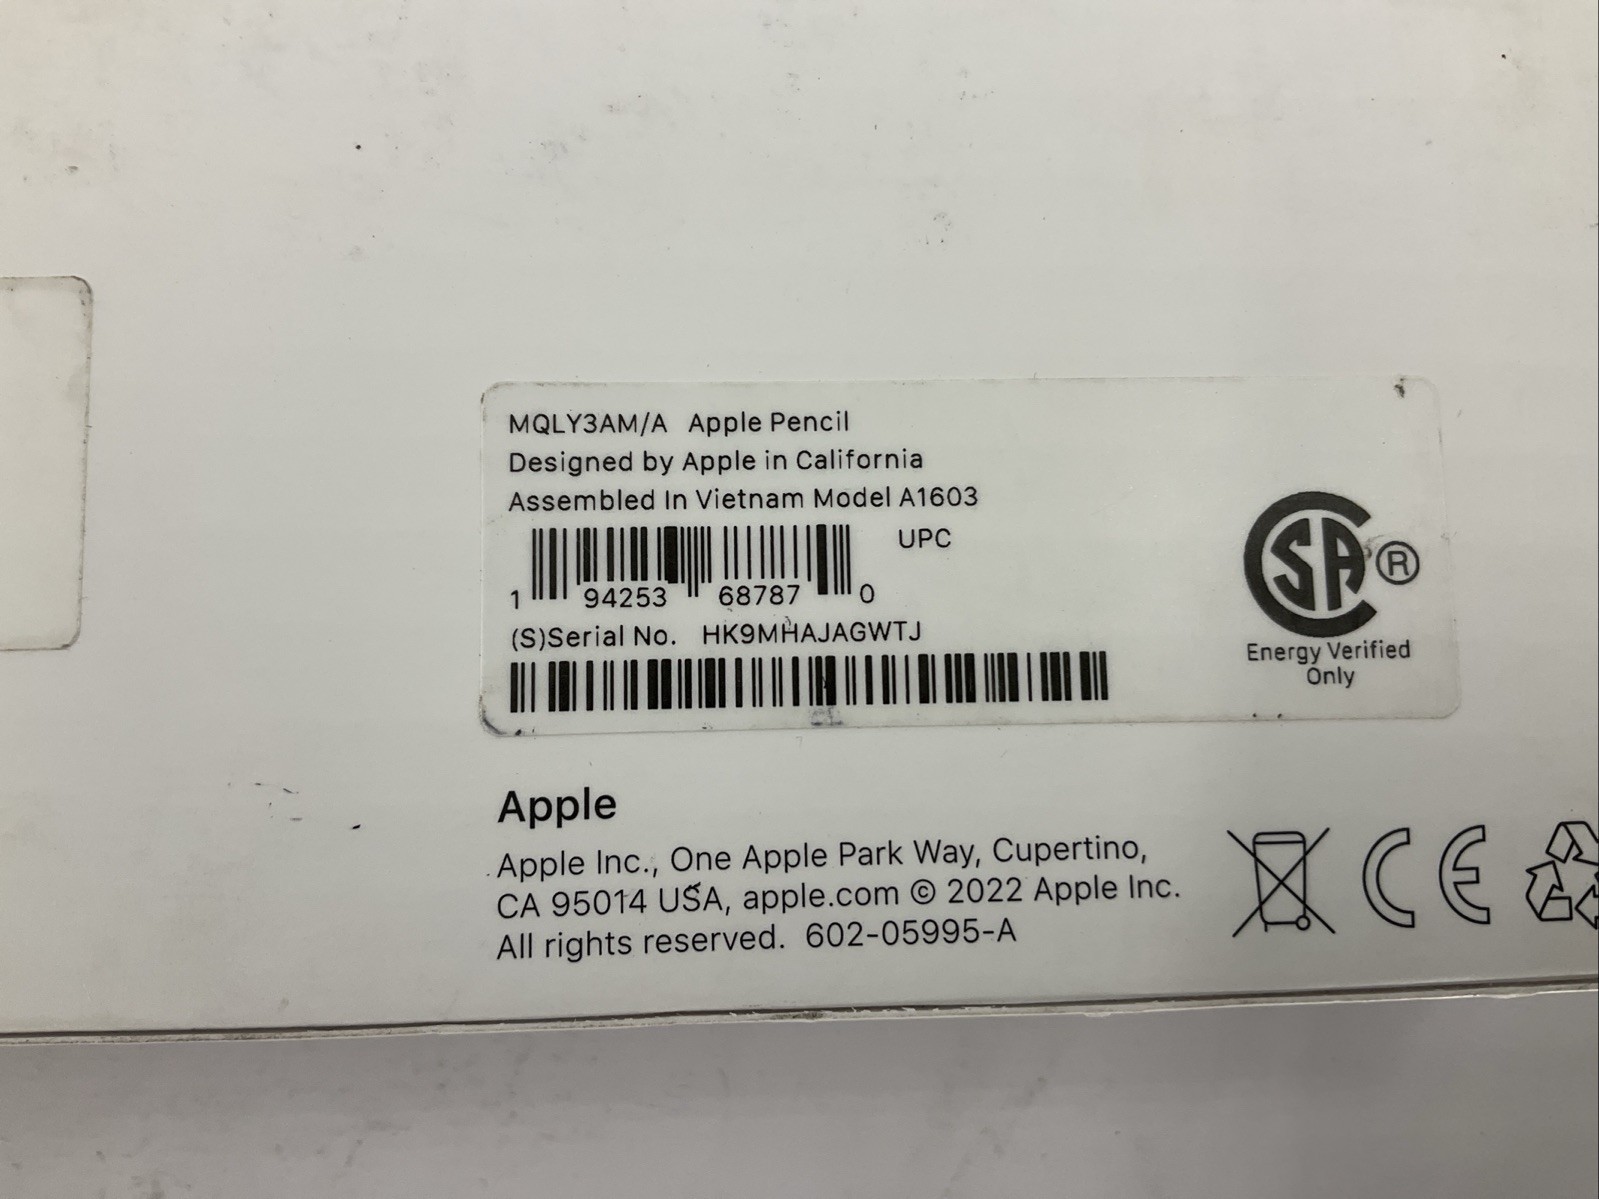 MQLY3AM/A Apple Pencil
Designed by Apple in California
Assembled In Vietnam Model A1603
UPC
1 94253 68787 0
(S)Serial No. HK9MHAJAGWTJ
CSA ®
Energy Verified
Only
Apple
Apple Inc., One Apple Park Way, Cupertino,
CA 95014 USA, apple.com © 2022 Apple Inc.
All rights reserved. 602-05995-A
CE